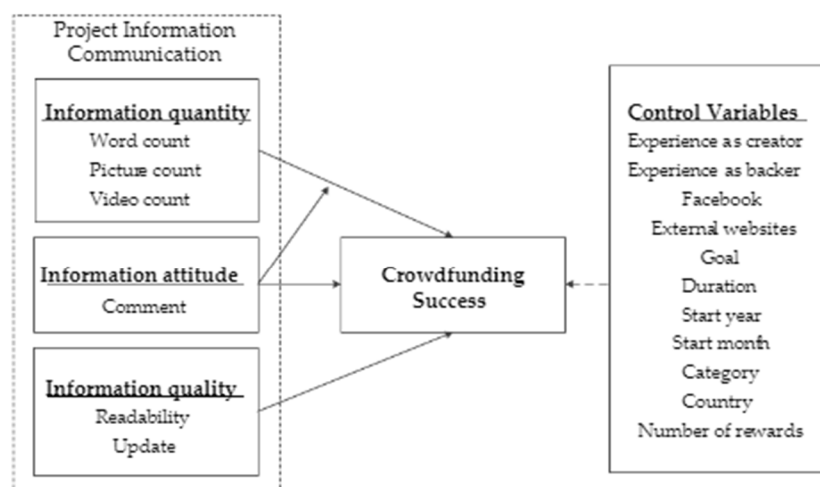 Project Information
Communication
Information quantity
Word count
Picture count
Video count
Information attitude
Comment
Information quality
Readability
Update
Crowdfunding
Success
Control Variables
Experience as creator
Experience as backer
Facebook
External websites
Goal
Duration
Start year
Start month
Category
Country
Number of rewards